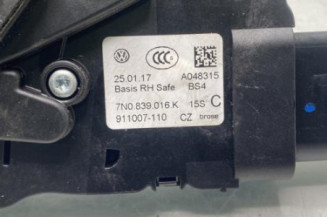 25.01.17 A048315
Basis RH Safe BS4
7N0.839.016.K 15S C
911007-110 CZ brose